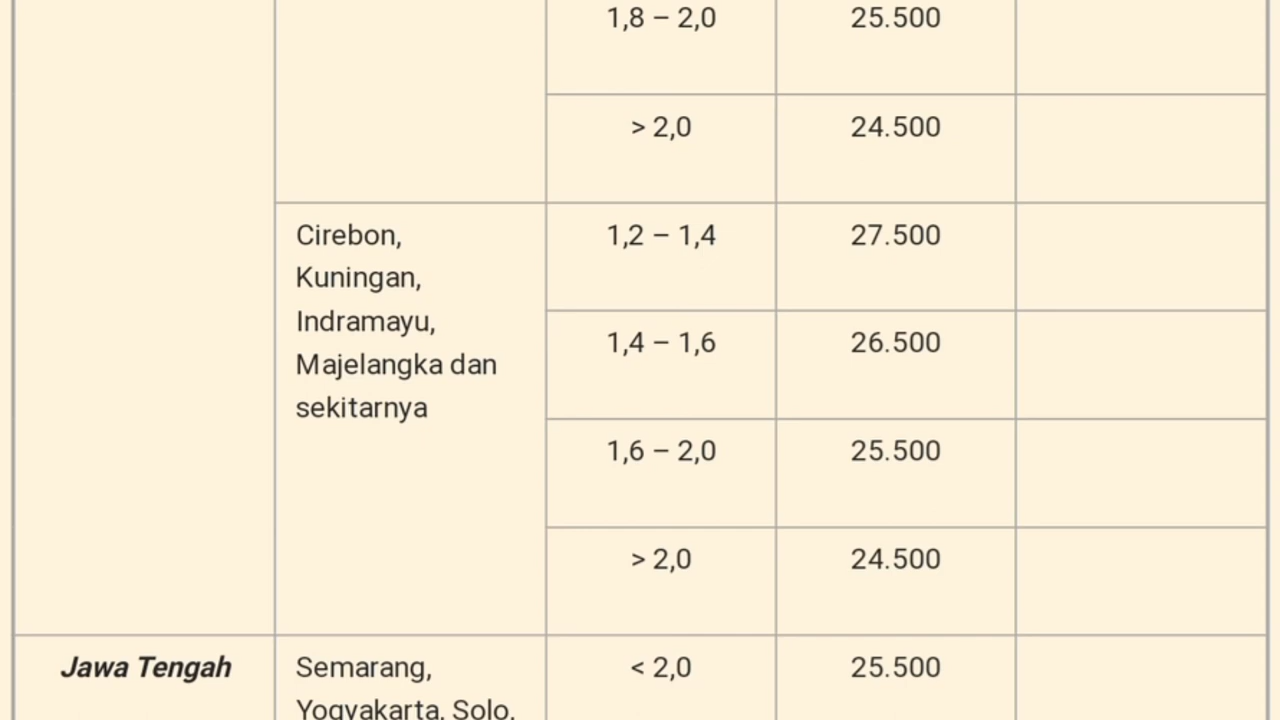 1,8 – 2,0 25.500
> 2,0 24.500
Cirebon, 1,2 – 1,4 27.500
Kuningan,
Indramayu, 1,4 – 1,6 26.500
Majelangka dan
sekitarnya
1,6 – 2,0 25.500
> 2,0 24.500
Jawa Tengah Semarang, < 2,0 25.500
Yogyakarta, Solo,